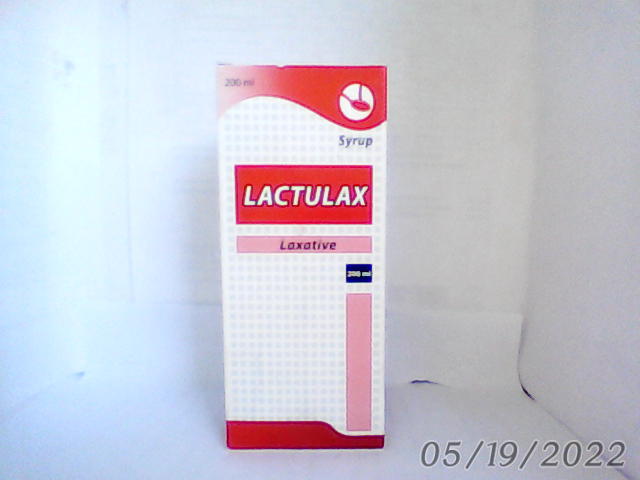 200 ml
Syrup
LACTULAX
Laxative
200 ml
05/19/2022